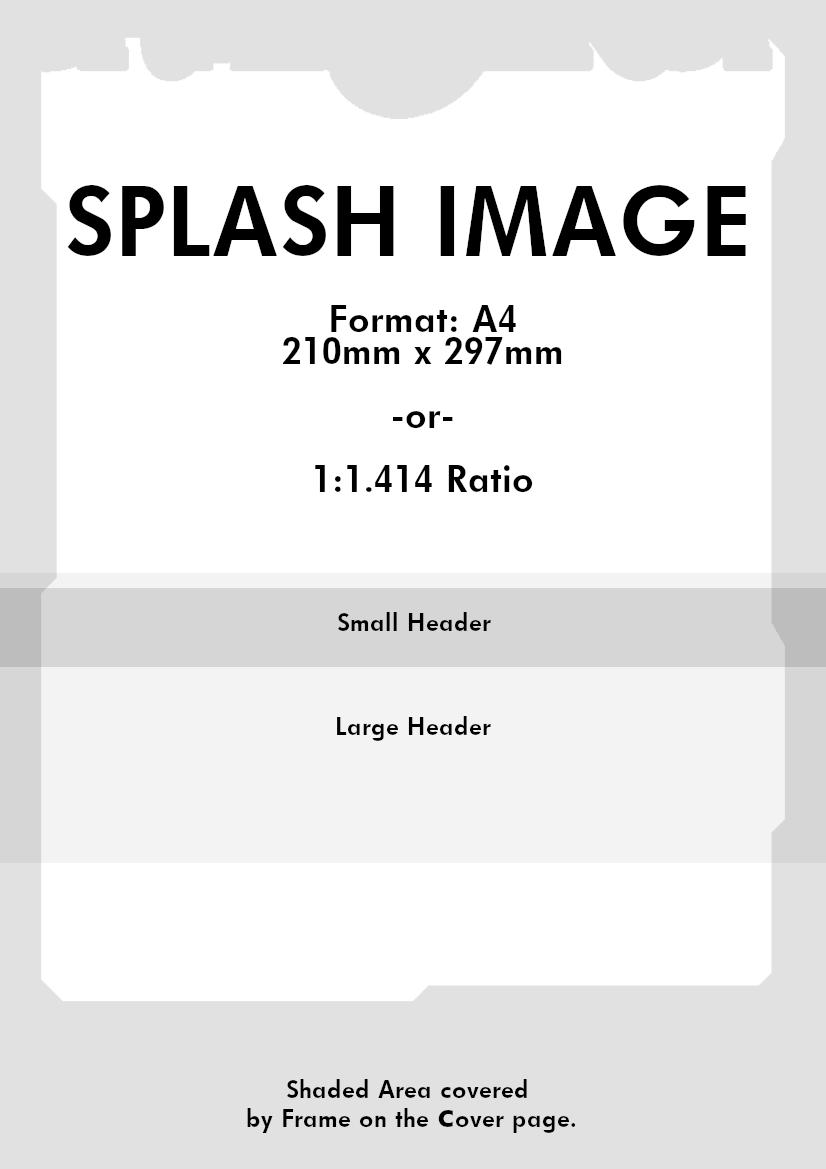 SPLASH IMAGE
Format: A4
210mm x 297mm
-or-
1:1.414 Ratio
Small Header
Large Header
Shaded Area covered
by Frame on the Cover page.